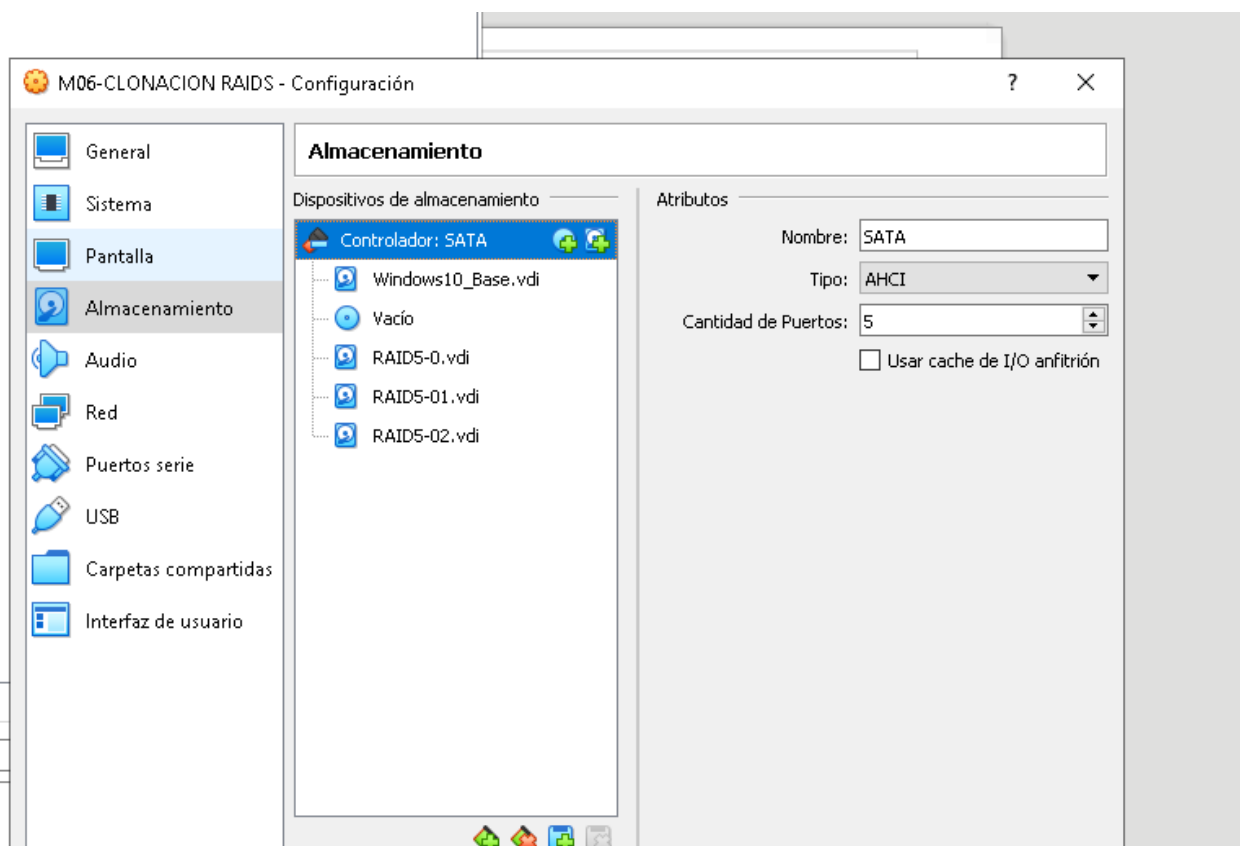 M06-CLONACION RAIDS - Configuración ?
General
Sistema
Pantalla
Almacenamiento
Audio
Red
Puertos serie
USB
Carpetas compartidas
Interfaz de usuario
Almacenamiento
Dispositivos de almacenamiento
Controlador: SATA
Windows10_Base.vdi
Vacío
RAID5-0.vdi
RAID5-01.vdi
RAID5-02.vdi
Atributos
Nombre: SATA
Tipo: AHCI
Cantidad de Puertos: 5
Usar cache de I/O anfitrión